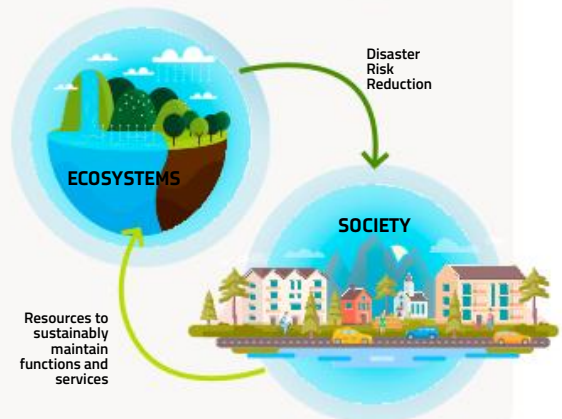 Disaster
Risk
Reduction
ECOSYSTEMS
SOCIETY
Resources to
sustainably
maintain
functions and
services